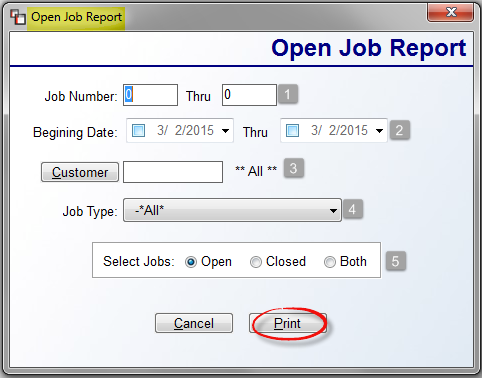 Open Job Report
Open Job Report
Job Number: 0 Thru 0 1
Begining Date: 3/ 2/2015 Thru 3/ 2/2015 2
Customer ** All ** 3
Job Type: -*All* 4
Select Jobs: Open Closed Both 5
Cancel Print